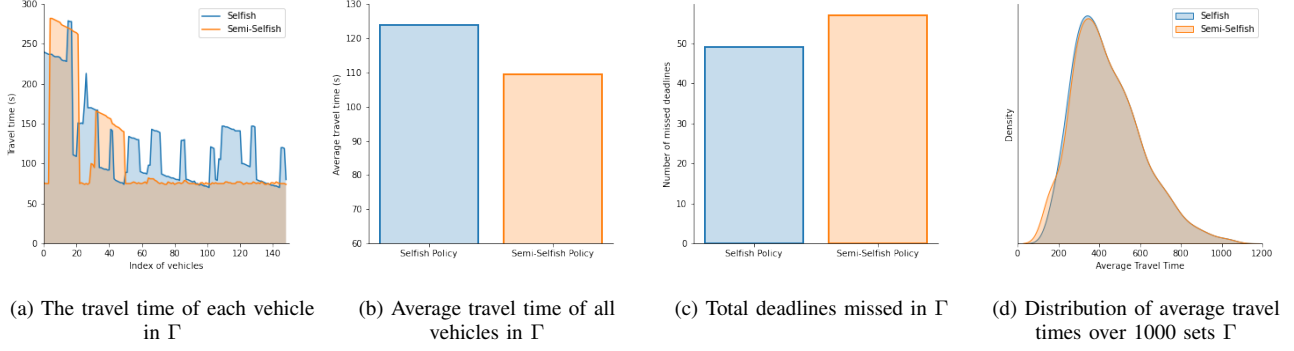 300
250
200
150
100
50
0
0 20 40 60 80 100 120 140
Travel time (s)
Index of vehicles
Selfish
Semi-Selfish
130
120
110
100
90
80
70
60
Average travel time (s)
Selfish Policy
Semi-Selfish Policy
50
40
30
20
10
0
Number of missed deadlines
Selfish Policy
Semi-Selfish Policy
Density
Selfish
Semi-Selfish
0 200 400 600 800 1000 1200
Average Travel Time
(a) The travel time of each vehicle
in Γ
(b) Average travel time of all
vehicles in Γ
(c) Total deadlines missed in Γ
(d) Distribution of average travel
times over 1000 sets Γ